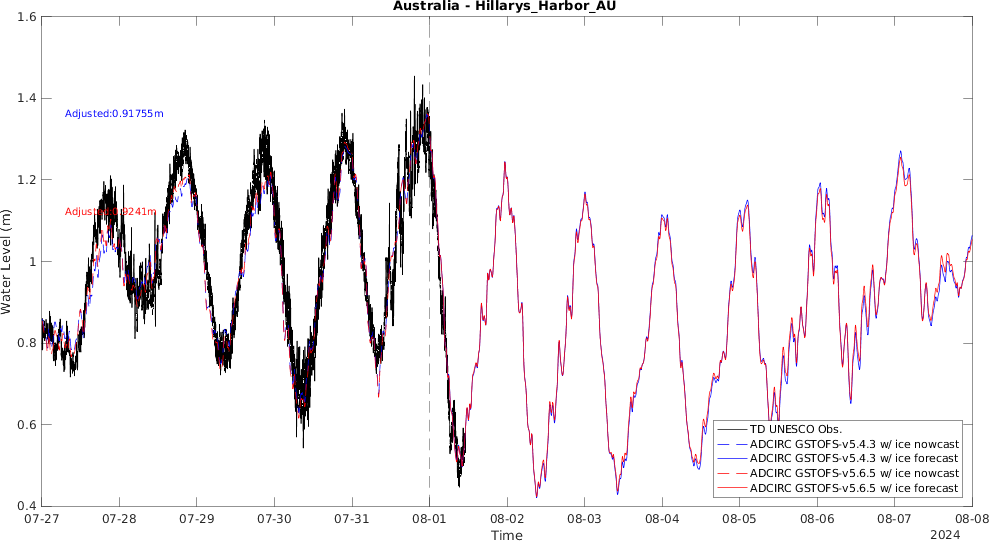 Australia - Hillarys_Harbor_AU
1.6
1.4
1.2
1
0.8
0.6
0.4
Water Level (m)
Adjusted:0.91755m
Adjusted:0.9241m
TD UNESCO Obs.
ADCIRC GSTOFS-v5.4.3 w/ ice nowcast
ADCIRC GSTOFS-v5.4.3 w/ ice forecast
ADCIRC GSTOFS-v5.6.5 w/ ice nowcast
ADCIRC GSTOFS-v5.6.5 w/ ice forecast
07-27 07-28 07-29 07-30 07-31 08-01 08-02 08-03 08-04 08-05 08-06 08-07 08-08
Time
2024